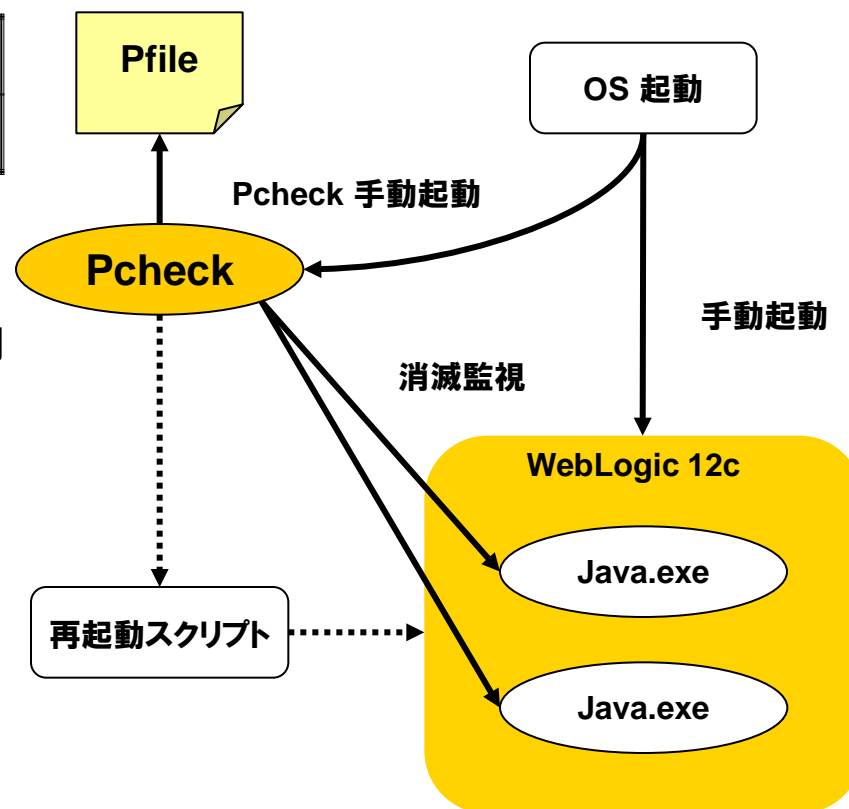 Pfile
OS 起動
Pcheck 手動起動
Pcheck
手動起動
消滅監視
WebLogic 12c
Java.exe
再起動スクリプト
Java.exe